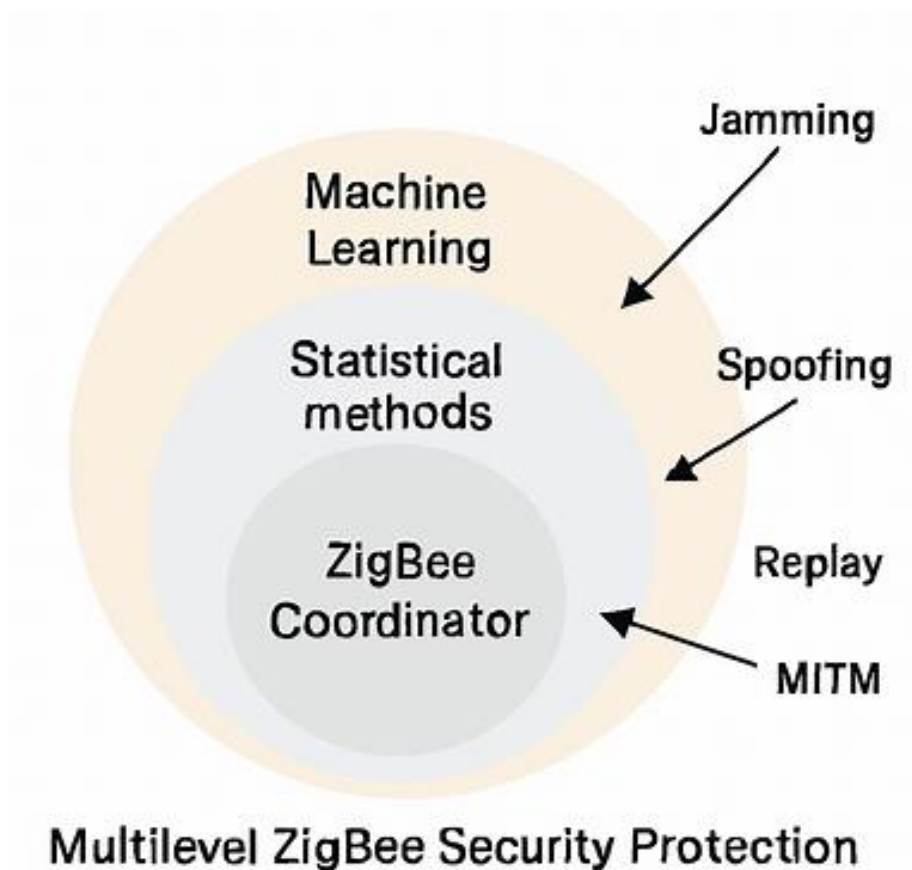 Jamming
Machine
Learning
Statistical
methods
Spoofing
ZigBee
Coordinator
Replay
MITM
Multilevel ZigBee Security Protection